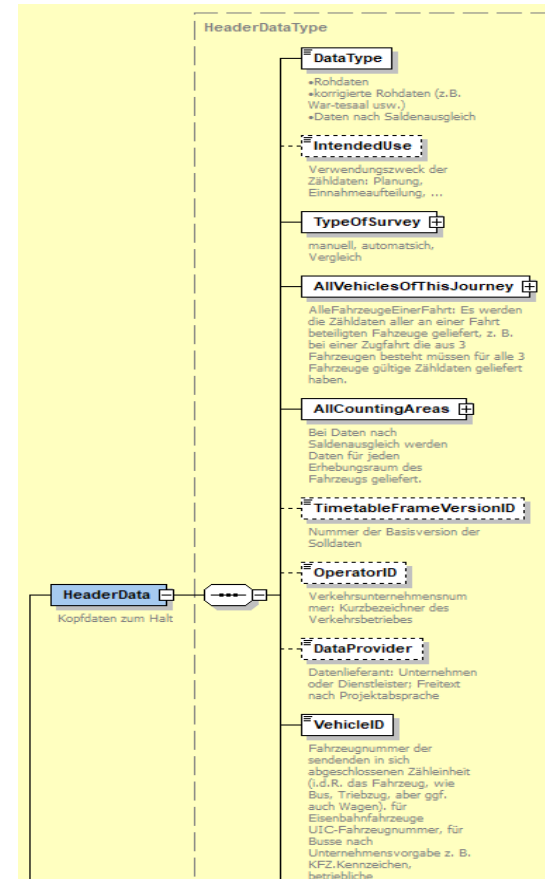 HeaderDataType
DataType
•Rohdaten
•korrigierte Rohdaten (z.B.
War-tesaal usw.)
•Daten nach Saldenausgleich
IntendedUse
Verwendungszweck der
Zähldaten: Planung,
Einnahmeaufteilung, ...
TypeOfSurvey
manuell, automatsich,
Vergleich
AllVehiclesOfThisJourney
AlleFahrzeugeEinerFahrt: Es werden
die Zähldaten aller an einer Fahrt
beteiligten Fahzeuge geliefert, z. B.
bei einer Zugfahrt die aus 3
Fahrzeugen besteht müssen für alle 3
Fahrzeuge gültige Zähldaten geliefert
haben.
AllCountingAreas
Bei Daten nach
Saldenausgleich werden
Daten für jeden
Erhebungsraum des
Fahrzeugs geliefert.
TimetableFrameVersionID
Nummer der Basisversion der
Solldaten
HeaderData
Kopfdaten zum Halt
OperatorID
Verkehrsunternehmensnum
mer: Kurzbezeichner des
Verkehrsbetriebes
DataProvider
Datenlieferant: Unternehmen
oder Dienstleister; Freitext
nach Projektabsprache
VehicleID
Fahrzeugnummer der
sendenden in sich
abgeschlossenen Zähleinheit
(i.d.R. das Fahrzeug, wie
Bus, Triebzug, aber ggf.
auch Wagen). für
Eisenbahnfahrzeuge
UIC-Fahrzeugnummer, für
Busse nach
Unternehmensvorgabe z. B.
KFZ.Kennzeichen,
betriebliche